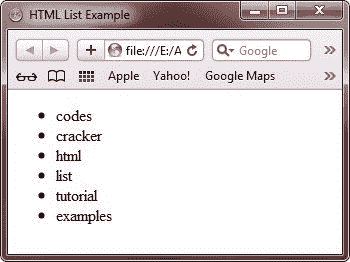 HTML List Example
file:///E:/A
Google
Apple Yahoo! Google Maps
codes
cracker
html
list
tutorial
examples